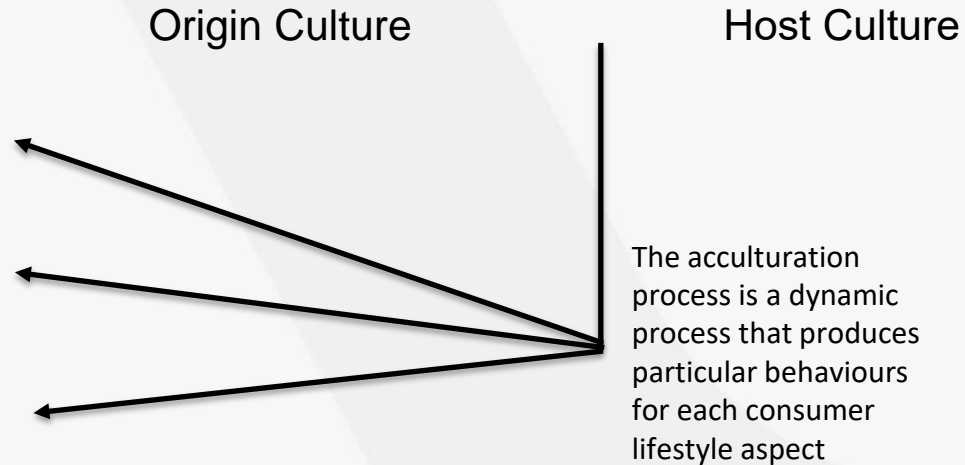 Origin Culture
Host Culture
The acculturation
process is a dynamic
process that produces
particular behaviours
for each consumer
lifestyle aspect